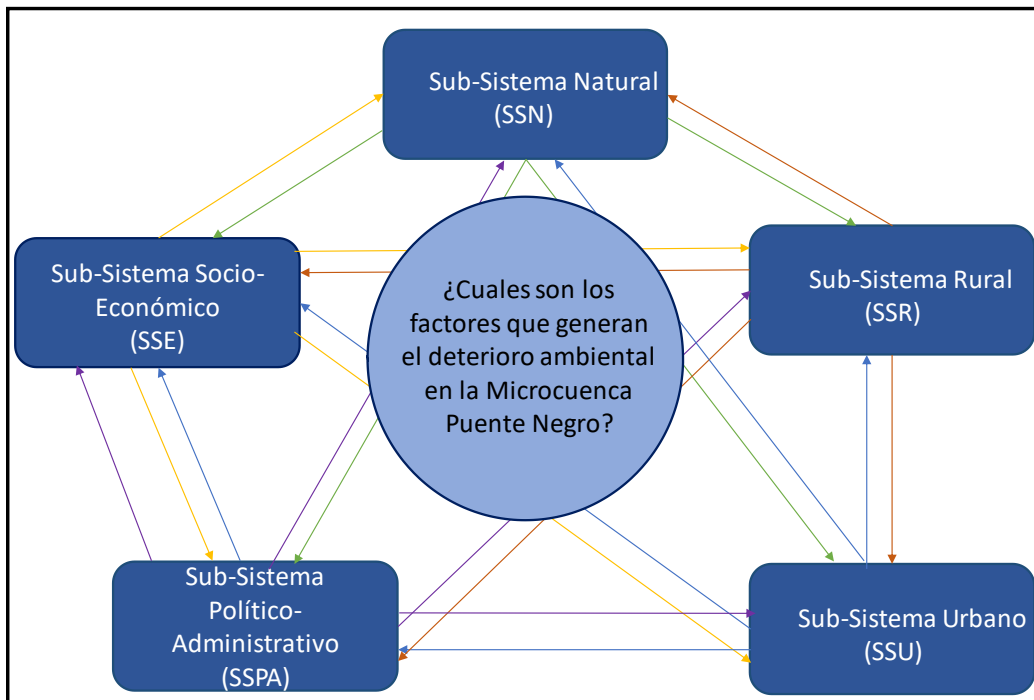 Sub-Sistema Natural
(SSN)
Sub-Sistema Socio-
Económico
(SSE)
¿Cuales son los
factores que generan
el deterioro ambiental
en la Microcuenca
Puente Negro?
Sub-Sistema Rural
(SSR)
Sub-Sistema
Político-
Administrativo
(SSPA)
Sub-Sistema Urbano
(SSU)